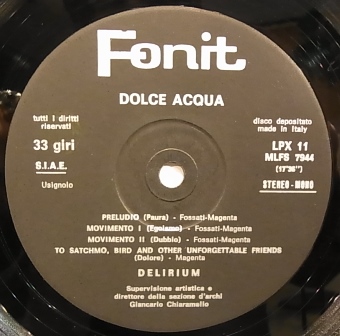 Fonit
DOLCE ACQUA
tutti i diritti
riservati
33 giri
S.I.A.E.
Usignolo
disco depositato
made in Italy
LPX 11
MLFS 7944
(17'26")
STEREO - MONO
PRELUDIO (Paura) - Fossati-Magenta
MOVIMENTO I (Egoismo) - Fossati-Magenta
MOVIMENTO II (Dubbio) - Fossati-Magenta
TO SATCHMO, BIRD AND OTHER UNFORGETTABLE FRIENDS
(Dolore) - Magenta
DELIRIUM
Supervisione artistica e
direttore della sezione d'archi
Giancarlo Chiaramello